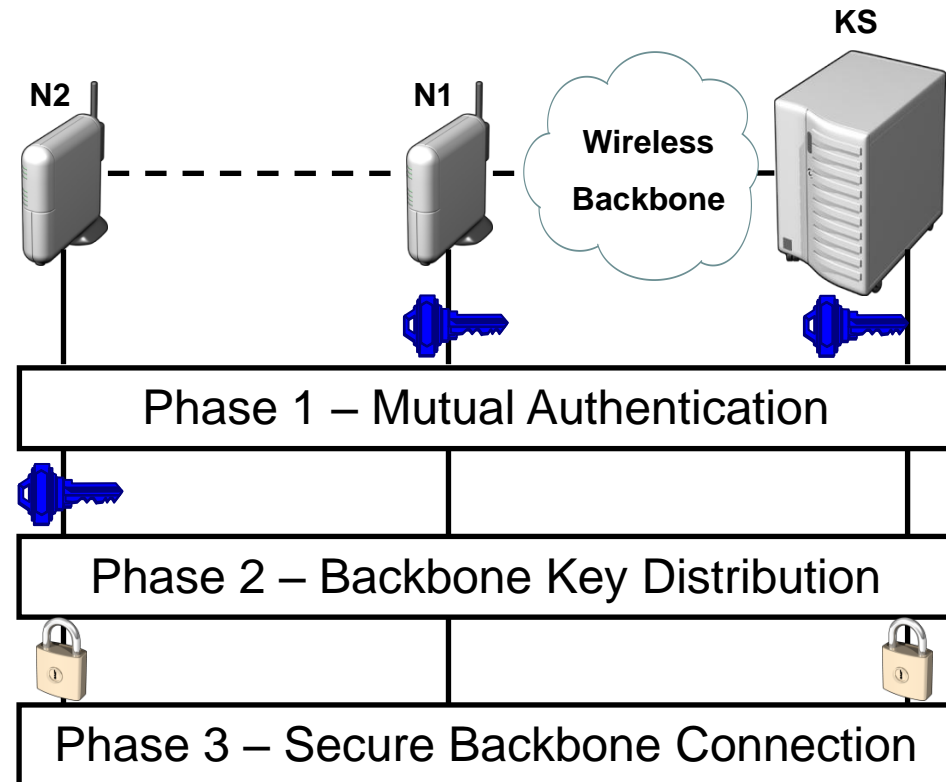 KS
N2
N1
Wireless
Backbone
Phase 1 – Mutual Authentication
Phase 2 – Backbone Key Distribution
Phase 3 – Secure Backbone Connection